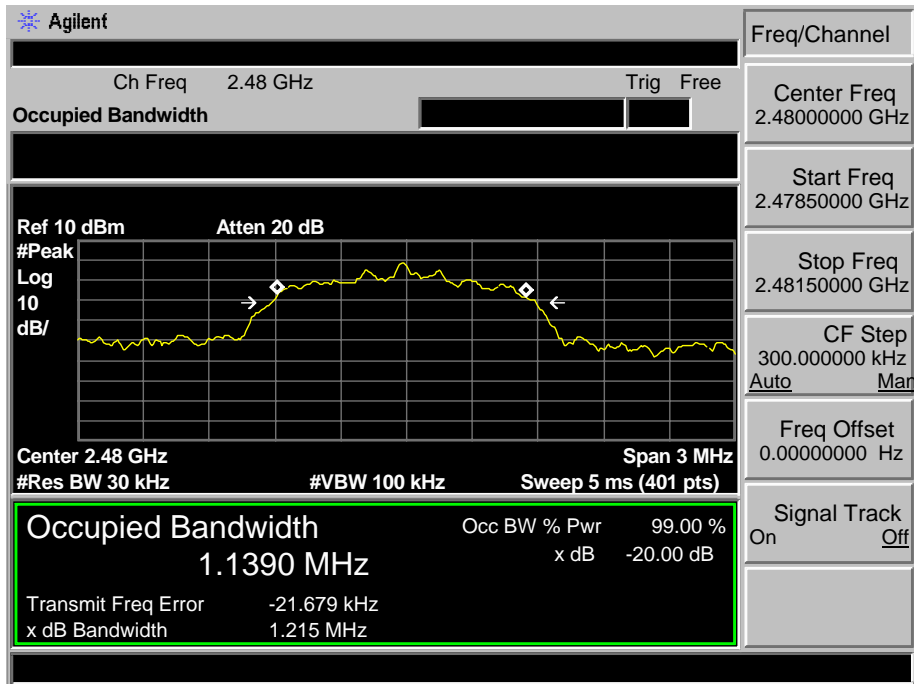 Agilent
Freq/Channel
Ch Freq 2.48 GHz Trig Free
Occupied Bandwidth
Center Freq
2.48000000 GHz
Start Freq
2.47850000 GHz
Stop Freq
2.48150000 GHz
CF Step
300.000000 kHz
Auto Man
Freq Offset
0.00000000 Hz
Signal Track
On Off
Ref 10 dBm Atten 20 dB
#Peak
Log
10
dB/
Center 2.48 GHz Span 3 MHz
#Res BW 30 kHz #VBW 100 kHz Sweep 5 ms (401 pts)
Occupied Bandwidth
1.1390 MHz
Occ BW % Pwr 99.00 %
x dB -20.00 dB
Transmit Freq Error -21.679 kHz
x dB Bandwidth 1.215 MHz